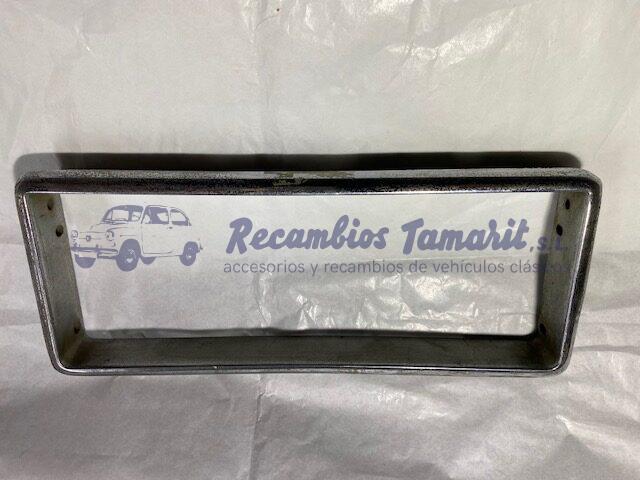 Recambios Tamarit, s.L.
accesorios y recambios de vehículos clásicos